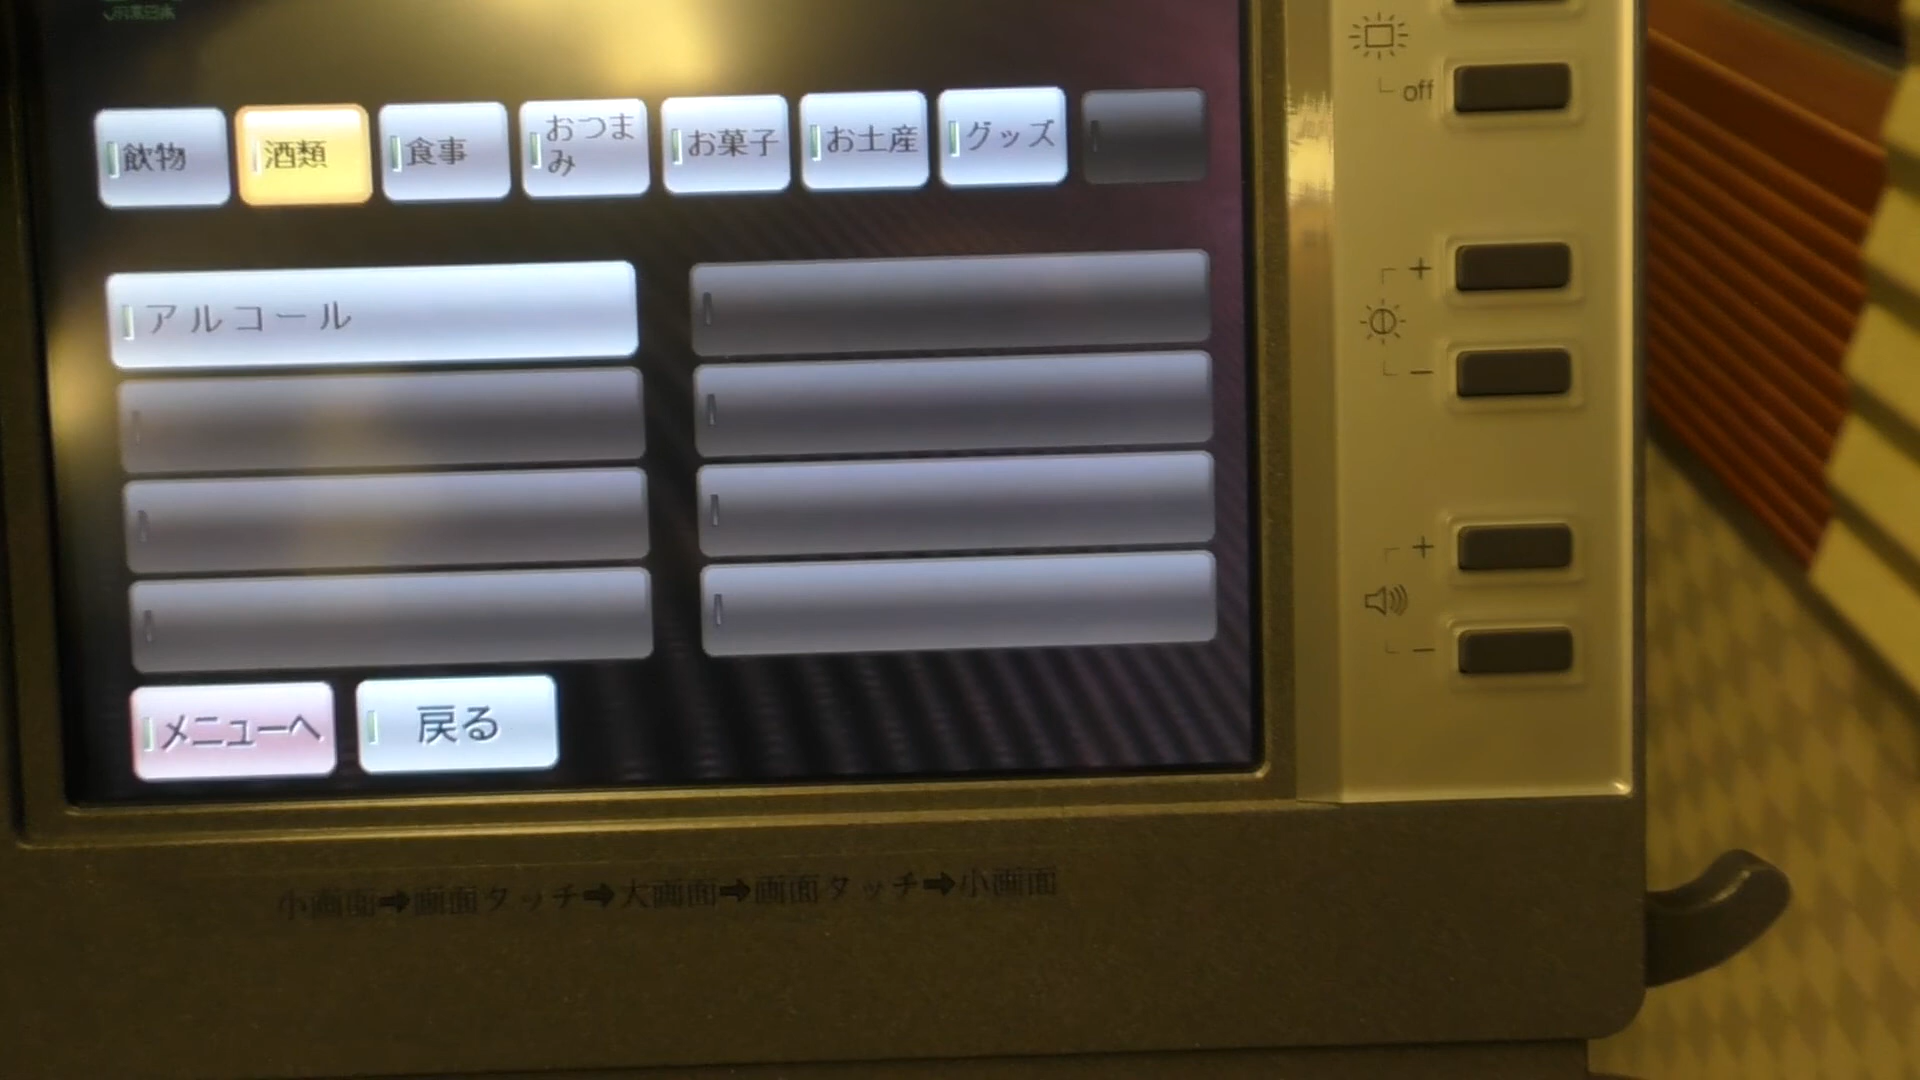 off
飲物
酒類
食事
おつま
み
お菓子
お土産
グッズ
アルコール
+
−
+
−
メニューへ
戻る
小画面➡画面タッチ➡大画面➡画面タッチ➡小画面